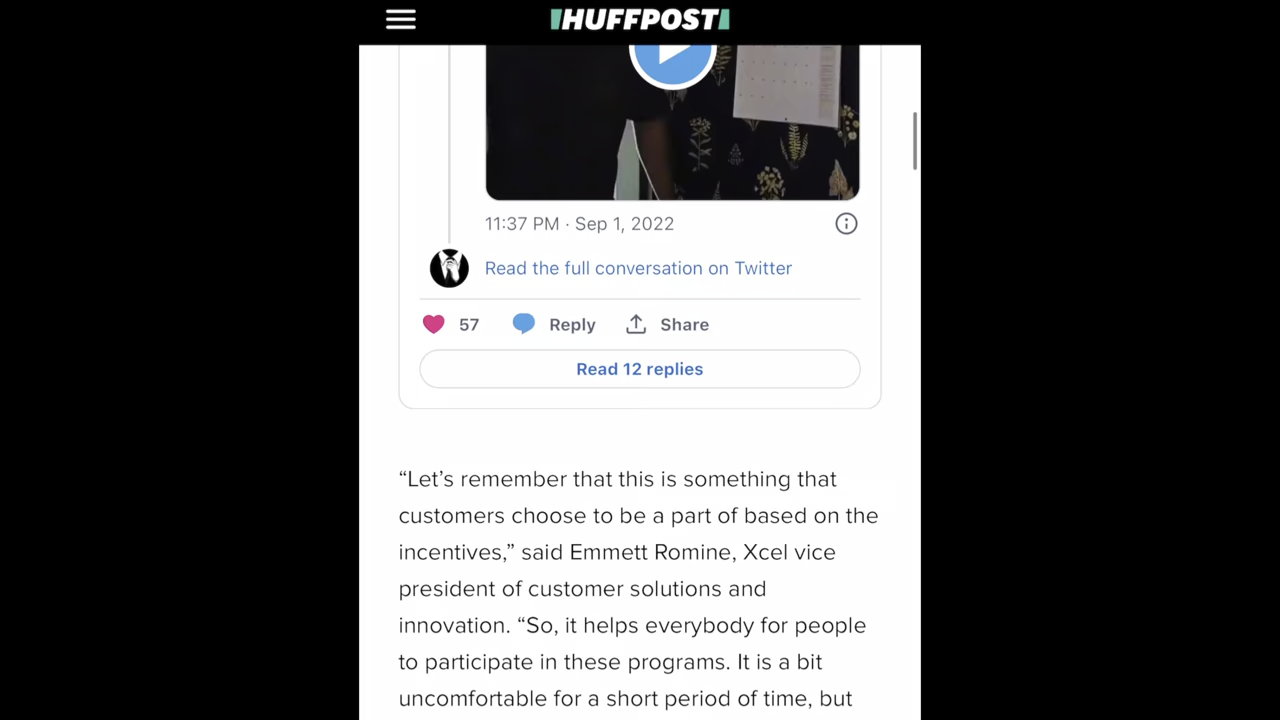 HUFFPOST
11:37 PM · Sep 1, 2022
Read the full conversation on Twitter
57 Reply Share
Read 12 replies
“Let’s remember that this is something that
customers choose to be a part of based on the
incentives,” said Emmett Romine, Xcel vice
president of customer solutions and
innovation. “So, it helps everybody for people
to participate in these programs. It is a bit
uncomfortable for a short period of time, but